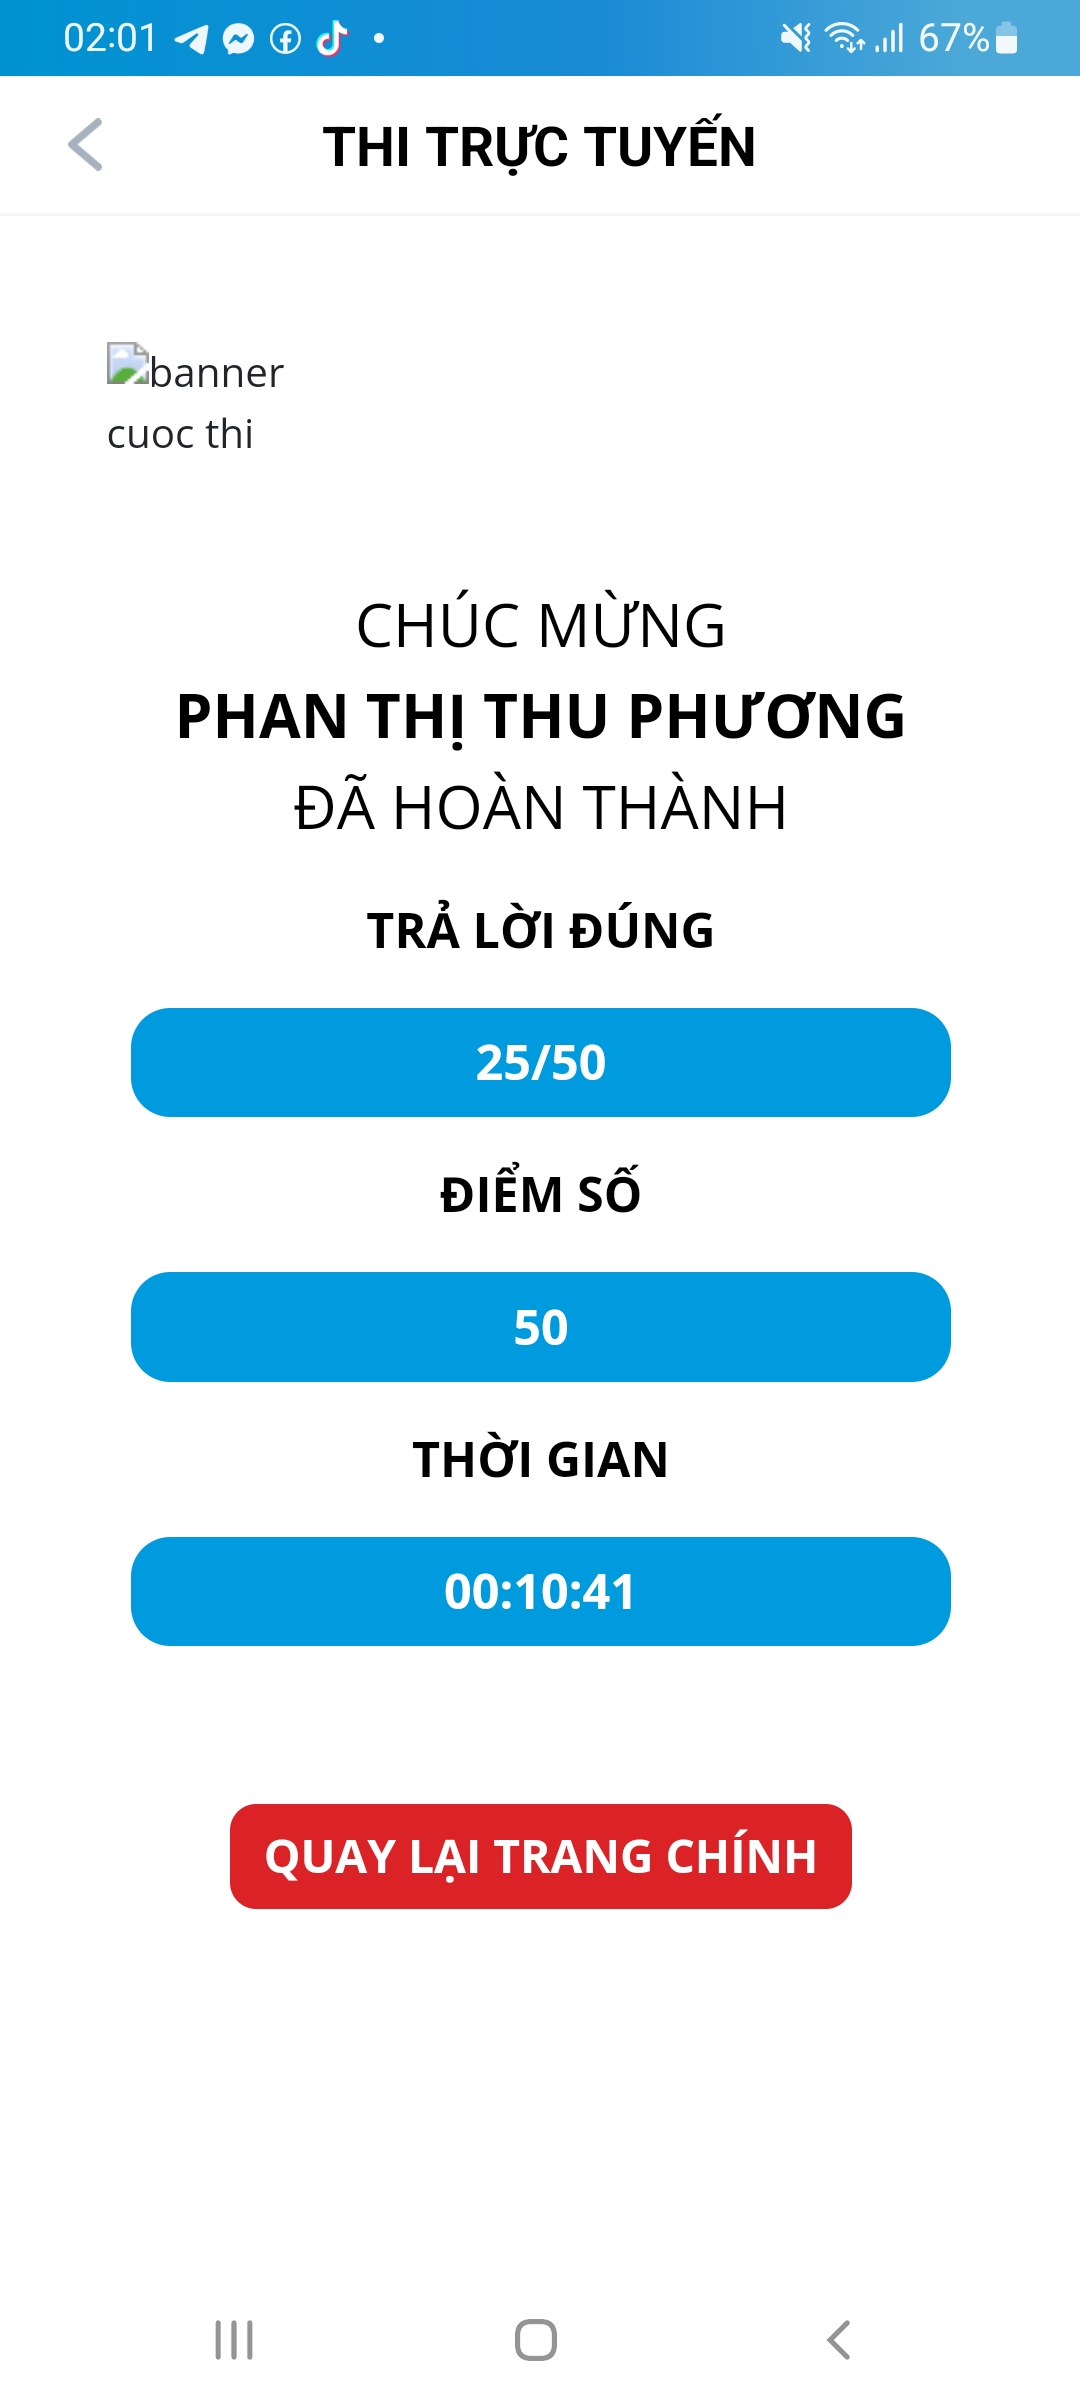 02:01
67%
THI TRỰC TUYẾN
banner
cuoc thi
CHÚC MỪNG
PHAN THỊ THU PHƯƠNG
ĐÃ HOÀN THÀNH
TRẢ LỜI ĐÚNG
25/50
ĐIỂM SỐ
50
THỜI GIAN
00:10:41
QUAY LẠI TRANG CHÍNH